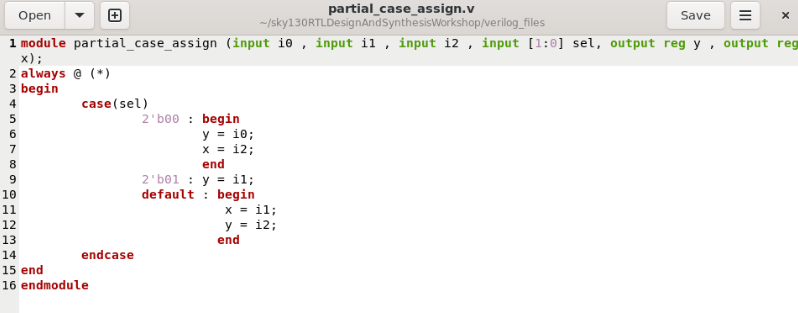 Open
partial_case_assign.v
~/sky130RTLDesignAndSynthesisWorkshop/verilog_files
Save
1 module partial_case_assign (input i0 , input i1 , input i2 , input [1:0] sel, output reg y , output reg
x);
2 always @ (*)
3 begin
4 case(sel)
5 2'b00 : begin
6 y = i0;
7 x = i2;
8 end
9 2'b01 : y = i1;
10 default : begin
11 x = i1;
12 y = i2;
13 end
14 endcase
15 end
16 endmodule